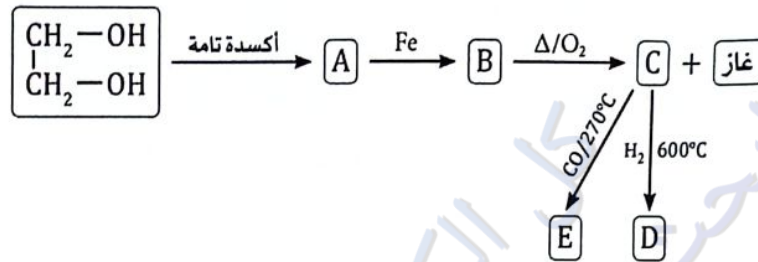 CH₂—OH
CH₂—OH
أكسدة تامة
A
Fe
B
Δ/O₂
C + غاز
CO/270°C
H₂ 600°C
E
D